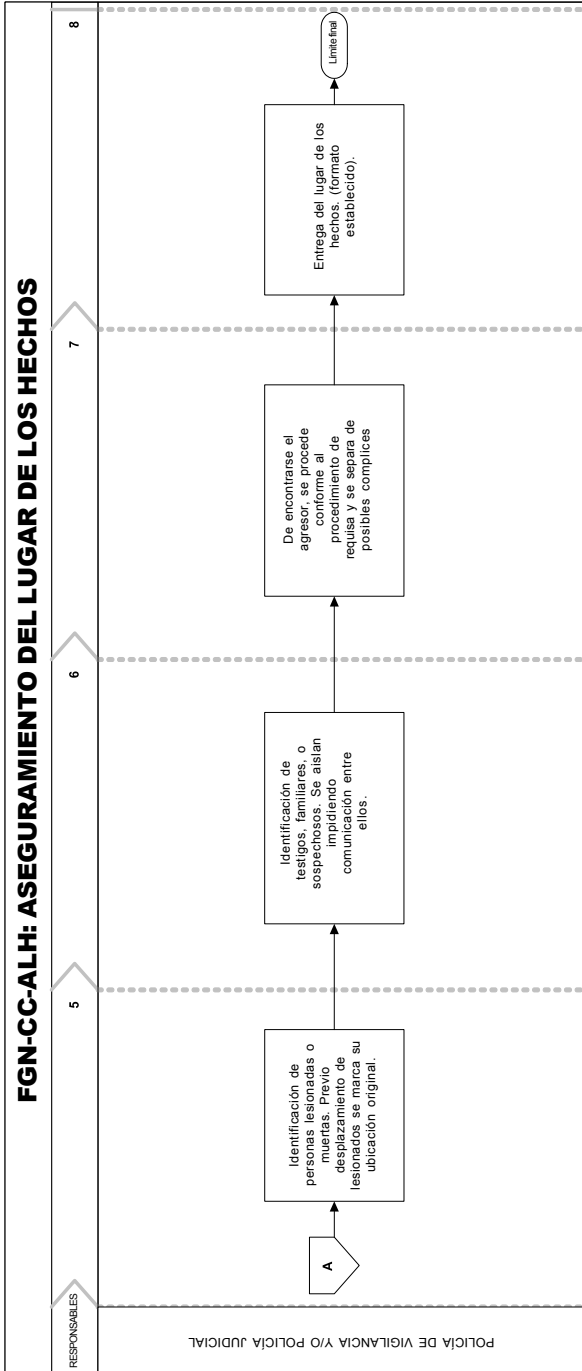 FGN-CC-ALH: ASEGURAMIENTO DEL LUGAR DE LOS HECHOS
RESPONSABLES
5
6
7
8
POLICÍA DE VIGILANCIA Y/O POLICÍA JUDICIAL
A
Identificación de
personas lesionadas o
muertas. Previo
desplazamiento de
lesionados se marca su
ubicación original.
Identificación de
testigos, familiares, o
sospechosos. Se aislan
impidiendo
comunicación entre
ellos.
De encontrarse el
agresor, se procede
conforme al
procedimiento de
requisa y se separa de
posibles complices
Entrega del lugar de los
hechos. (formato
establecido).
Límite final